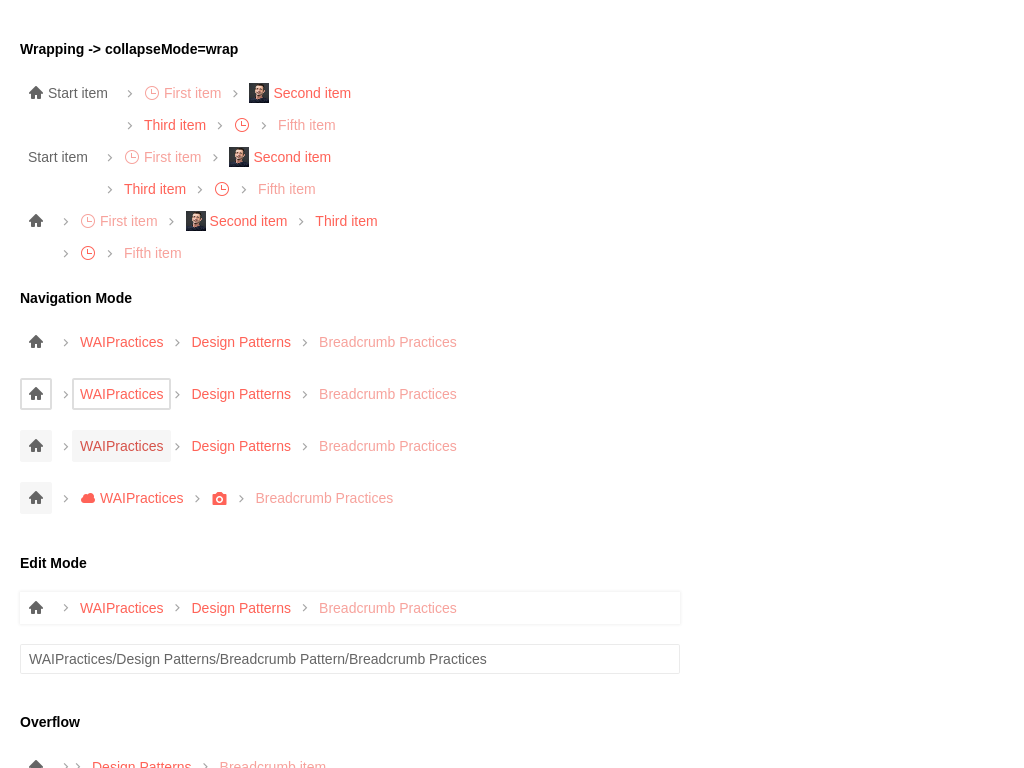 Wrapping -> collapseMode=wrap
Start item First item Second item
Third item Fifth item
Start item First item Second item
Third item Fifth item
First item Second item Third item
Fifth item
Navigation Mode
WAIPractices Design Patterns Breadcrumb Practices
WAIPractices Design Patterns Breadcrumb Practices
WAIPractices Design Patterns Breadcrumb Practices
WAIPractices Breadcrumb Practices
Edit Mode
WAIPractices Design Patterns Breadcrumb Practices
WAIPractices/Design Patterns/Breadcrumb Pattern/Breadcrumb Practices
Overflow
Design Patterns Breadcrumb item